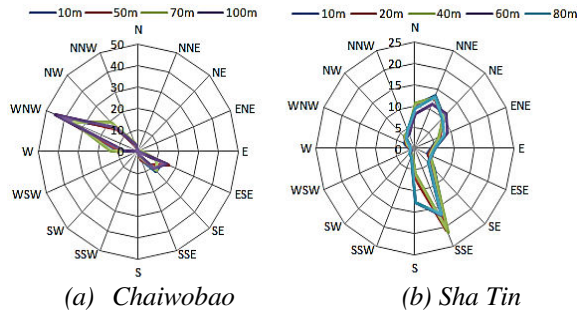 10m 50m 70m 100m
N
NNE
NE
ENE
E
ESE
SE
SSE
S
SSW
SW
WSW
W
WNW
NW
NNW
50
40
30
20
10
0
(a) Chaiwobao
10m 20m 40m 60m 80m
N
NNE
NE
ENE
E
ESE
SE
SSE
S
SSW
SW
WSW
W
WNW
NW
NNW
25
20
15
10
5
0
(b) Sha Tin